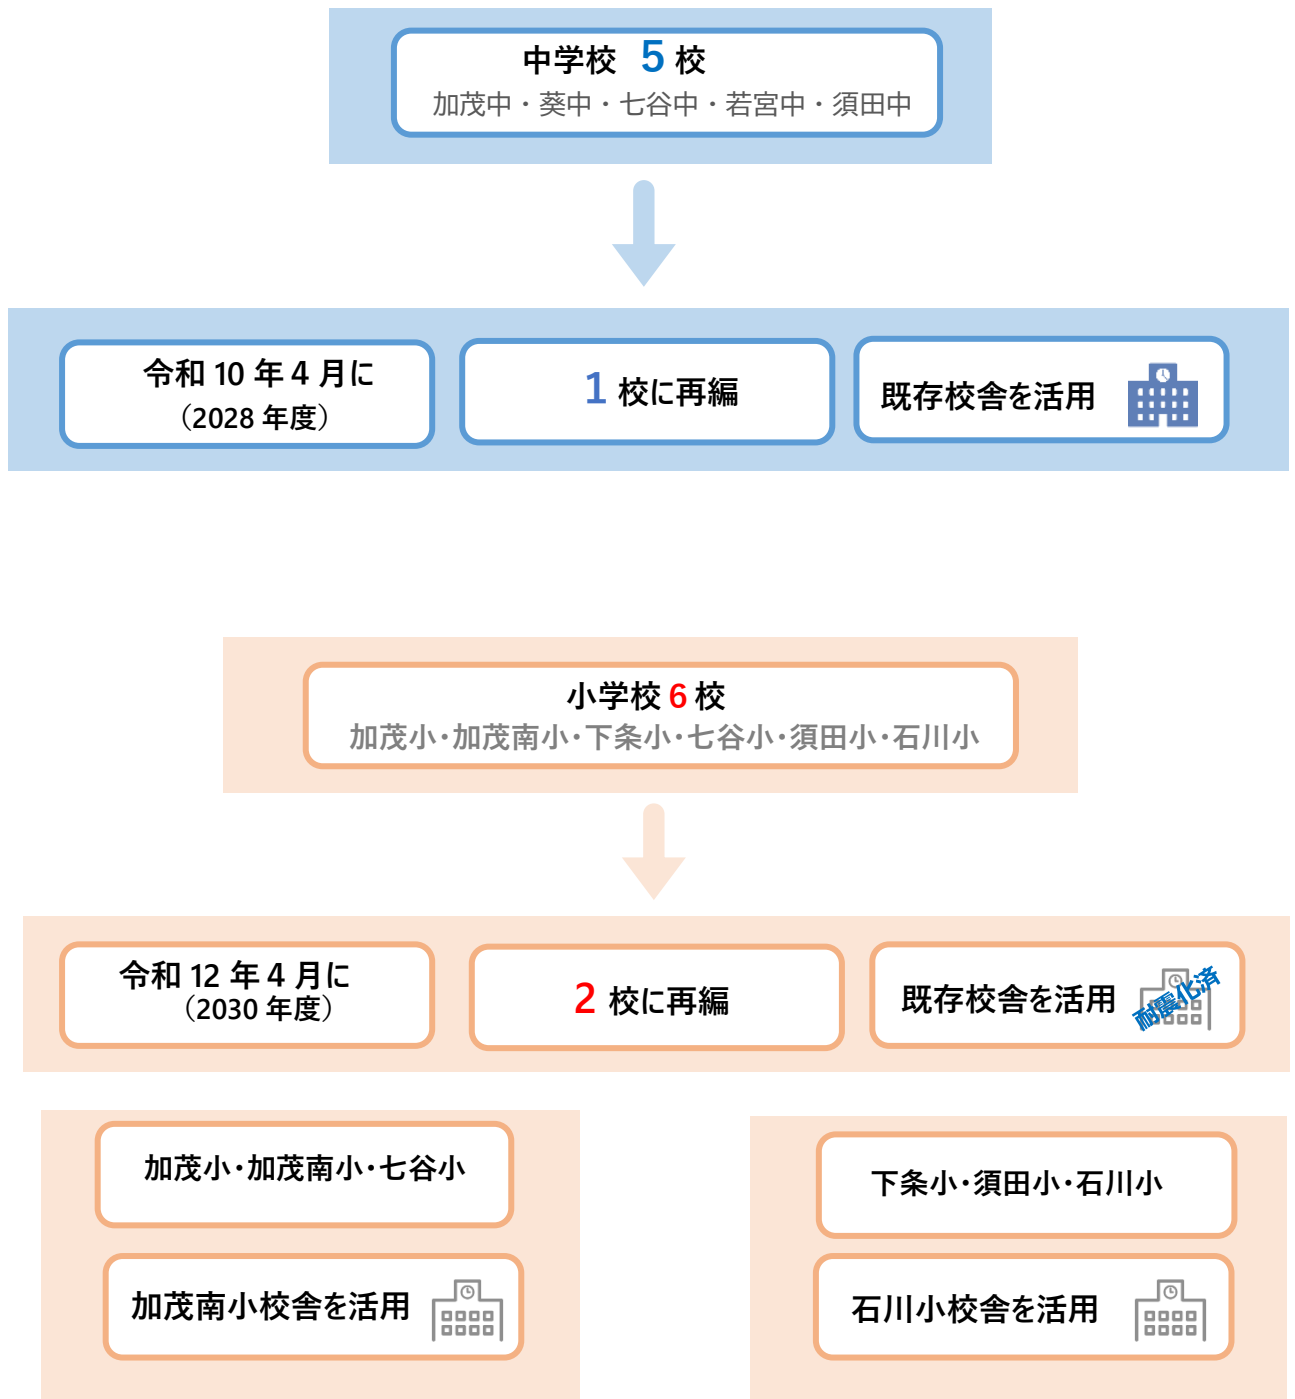 中学校 5 校
加茂中・葵中・七谷中・若宮中・須田中
令和 10 年 4 月に
（2028 年度）
1 校に再編
既存校舎を活用
小学校 6 校
加茂小・加茂南小・下条小・七谷小・須田小・石川小
令和 12 年 4 月に
（2030 年度）
2 校に再編
既存校舎を活用
耐震化済
加茂小・加茂南小・七谷小
加茂南小校舎を活用
下条小・須田小・石川小
石川小校舎を活用